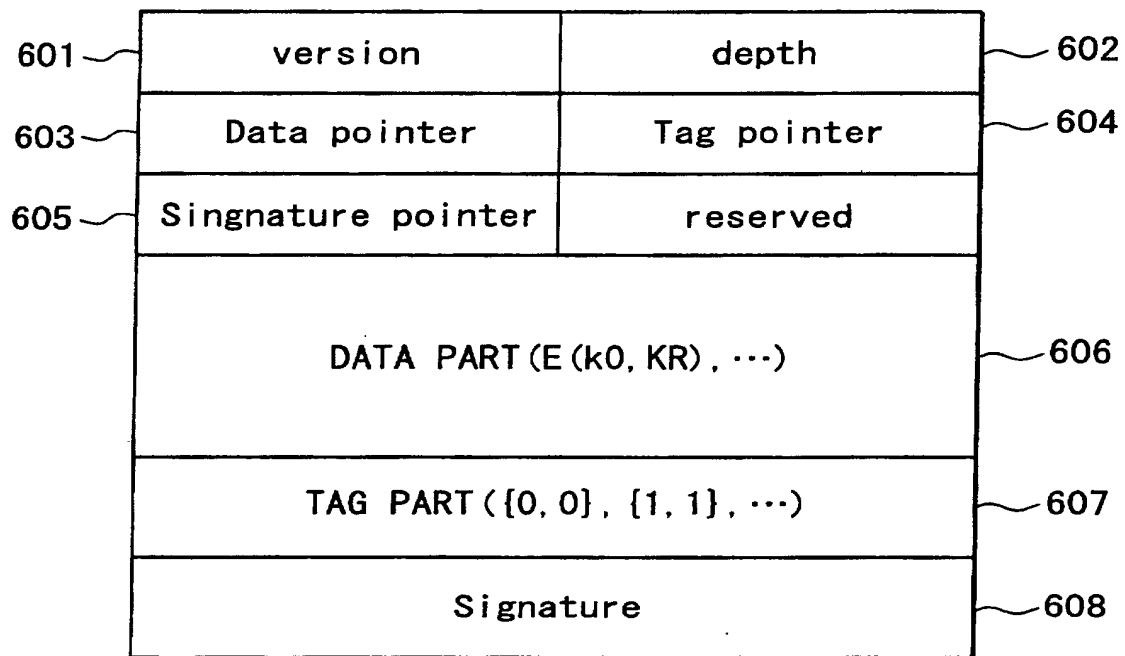 601 version depth 602
603 Data pointer Tag pointer 604
605 Singnature pointer reserved
DATA PART(E(k0, KR), ···) 606
TAG PART({0, 0}, {1, 1}, ···) 607
Signature 608